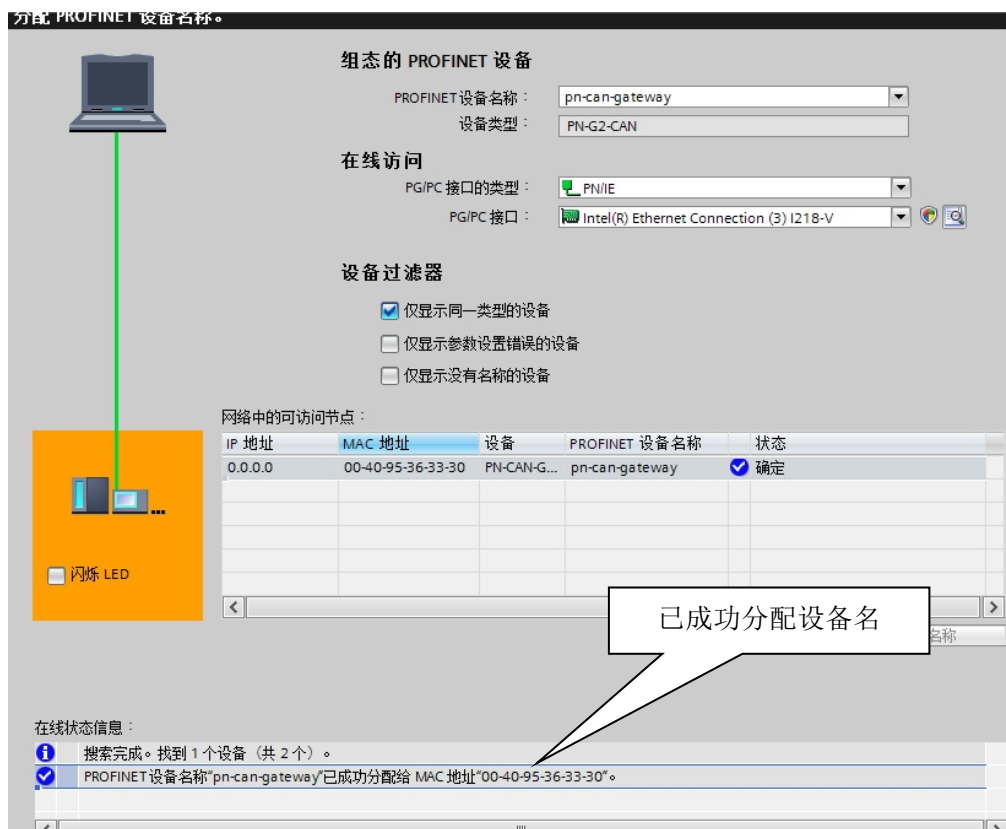 分配 PROFINET 设备名称。
组态的 PROFINET 设备
PROFINET设备名称： pn-can-gateway
设备类型： PN-G2-CAN
在线访问
PG/PC 接口的类型： PN/IE
PG/PC 接口： Intel(R) Ethernet Connection (3) I218-V
设备过滤器
仅显示同一类型的设备
仅显示参数设置错误的设备
仅显示没有名称的设备
网络中的可访问节点：
IP 地址 MAC 地址 设备 PROFINET 设备名称 状态
0.0.0.0 00-40-95-36-33-30 PN-CAN-G... pn-can-gateway 确定
闪烁 LED
已成功分配设备名
名称
在线状态信息：
搜索完成。找到 1 个设备（共 2 个）。
PROFINET设备名称"pn-can-gateway"已成功分配给 MAC 地址"00-40-95-36-33-30"。